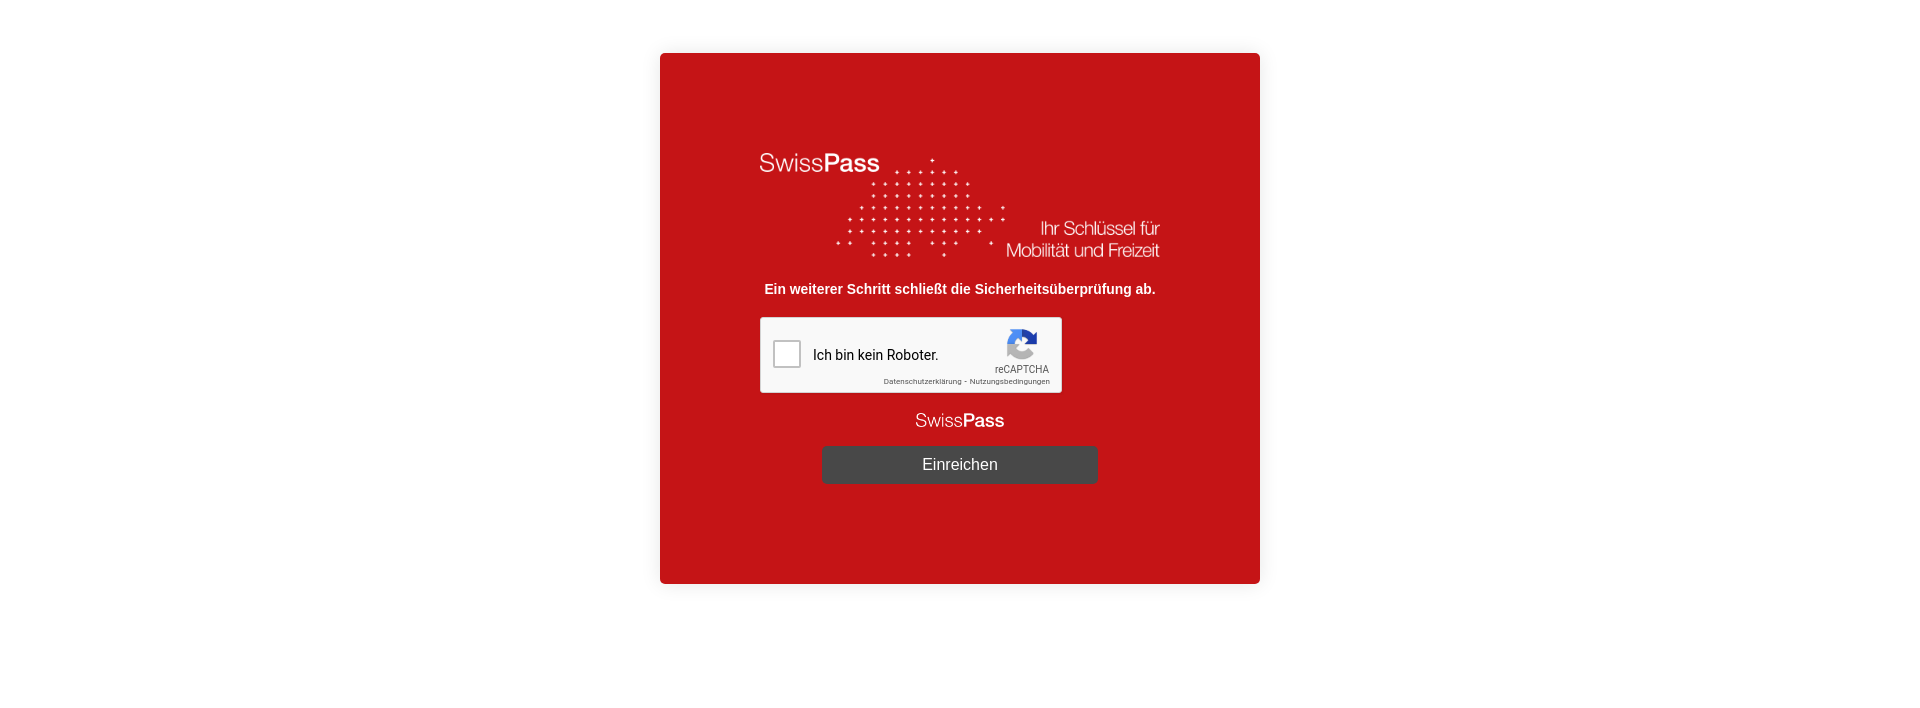 SwissPass
Ihr Schlüssel für
Mobilität und Freizeit
Ein weiterer Schritt schließt die Sicherheitsüberprüfung ab.
Ich bin kein Roboter.
reCAPTCHA
Datenschutzerklärung - Nutzungsbedingungen
SwissPass
Einreichen